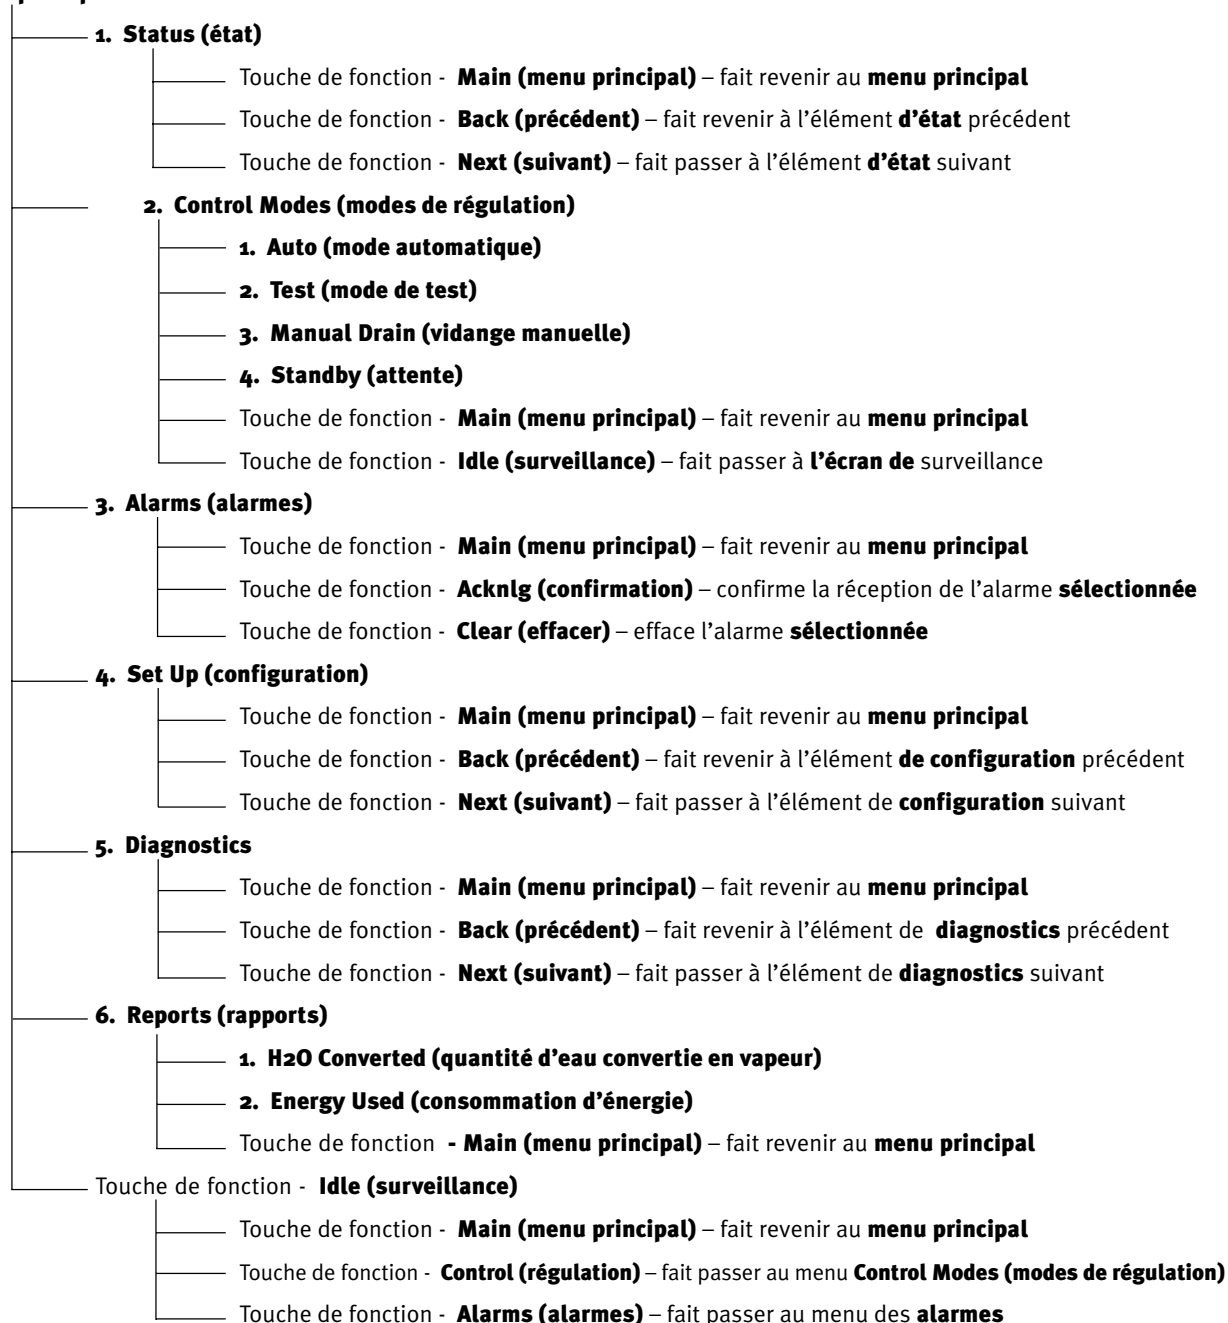 1. Status (état)
Touche de fonction - Main (menu principal) – fait revenir au menu principal
Touche de fonction - Back (précédent) – fait revenir à l’élément d’état précédent
Touche de fonction - Next (suivant) – fait passer à l’élément d’état suivant
2. Control Modes (modes de régulation)
1. Auto (mode automatique)
2. Test (mode de test)
3. Manual Drain (vidange manuelle)
4. Standby (attente)
Touche de fonction - Main (menu principal) – fait revenir au menu principal
Touche de fonction - Idle (surveillance) – fait passer à l’écran de surveillance
3. Alarms (alarmes)
Touche de fonction - Main (menu principal) – fait revenir au menu principal
Touche de fonction - Acknlg (confirmation) – confirme la réception de l’alarme sélectionnée
Touche de fonction - Clear (effacer) – efface l’alarme sélectionnée
4. Set Up (configuration)
Touche de fonction - Main (menu principal) – fait revenir au menu principal
Touche de fonction - Back (précédent) – fait revenir à l’élément de configuration précédent
Touche de fonction - Next (suivant) – fait passer à l’élément de configuration suivant
5. Diagnostics
Touche de fonction - Main (menu principal) – fait revenir au menu principal
Touche de fonction - Back (précédent) – fait revenir à l’élément de diagnostics précédent
Touche de fonction - Next (suivant) – fait passer à l’élément de diagnostics suivant
6. Reports (rapports)
1. H2O Converted (quantité d’eau convertie en vapeur)
2. Energy Used (consommation d’énergie)
Touche de fonction - Main (menu principal) – fait revenir au menu principal
Touche de fonction - Idle (surveillance)
Touche de fonction - Main (menu principal) – fait revenir au menu principal
Touche de fonction - Control (régulation) – fait passer au menu Control Modes (modes de régulation)
Touche de fonction - Alarms (alarmes) – fait passer au menu des alarmes